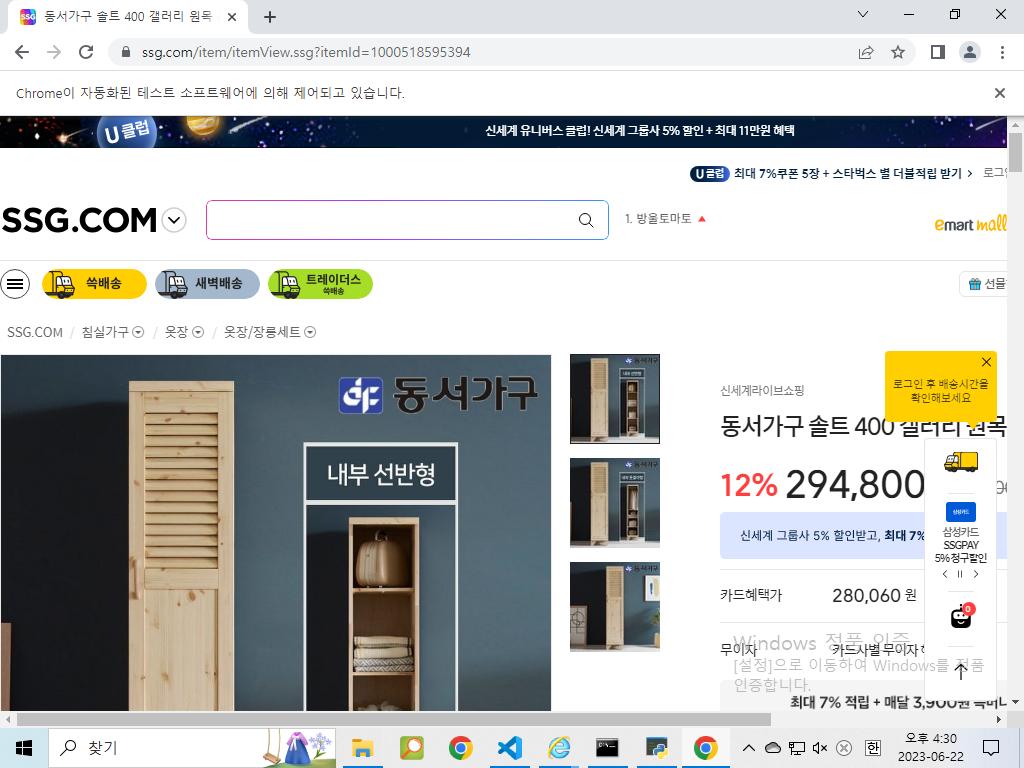 동서가구 솔트 400 갤러리 원목
ssg.com/item/itemView.ssg?itemId=1000518595394
Chrome이 자동화된 테스트 소프트웨어에 의해 제어되고 있습니다.
U클럽
신세계 유니버스 클럽! 신세계 그룹사 5% 할인 + 최대 11만원 혜택
U클럽 최대 7%쿠폰 5장 + 스타벅스 별 더블적립 받기 > 로그인
SSG.COM
1. 방울토마토
emart mall
쓱배송
새벽배송
트레이더스
쓱배송
선물
SSG.COM / 침실가구 / 옷장 / 옷장/장롱세트
동서가구
내부 선반형
신세계라이브쇼핑
동서가구 솔트 400 갤러리 원목
12% 294,800
신세계 그룹사 5% 할인받고, 최대 7%
카드혜택가 280,060 원
무이자 카드사별 무이자
최대 7% 적립 + 매달 3,900원
로그인 후 배송시간을
확인해보세요
삼성카드
삼성카드
SSGPAY
5% 청구할인
0
Windows 정품 인증
[설정]으로 이동하여 Windows를 정품
인증합니다.
찾기
한
오후 4:30
2023-06-22